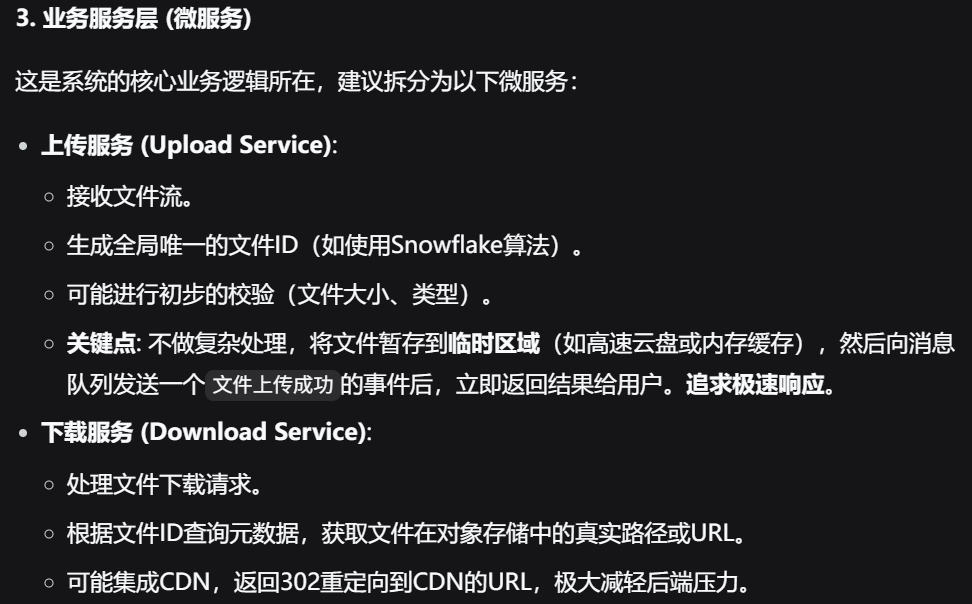 3. 业务服务层 (微服务)
这是系统的核心业务逻辑所在，建议拆分为以下微服务：
上传服务 (Upload Service):
接收文件流。
生成全局唯一的文件ID（如使用Snowflake算法）。
可能进行初步的校验（文件大小、类型）。
关键点: 不做复杂处理，将文件暂存到临时区域（如高速云盘或内存缓存），然后向消息
队列发送一个 文件上传成功 的事件后，立即返回结果给用户。追求极速响应。
下载服务 (Download Service):
处理文件下载请求。
根据文件ID查询元数据，获取文件在对象存储中的真实路径或URL。
可能集成CDN，返回302重定向到CDN的URL，极大减轻后端压力。